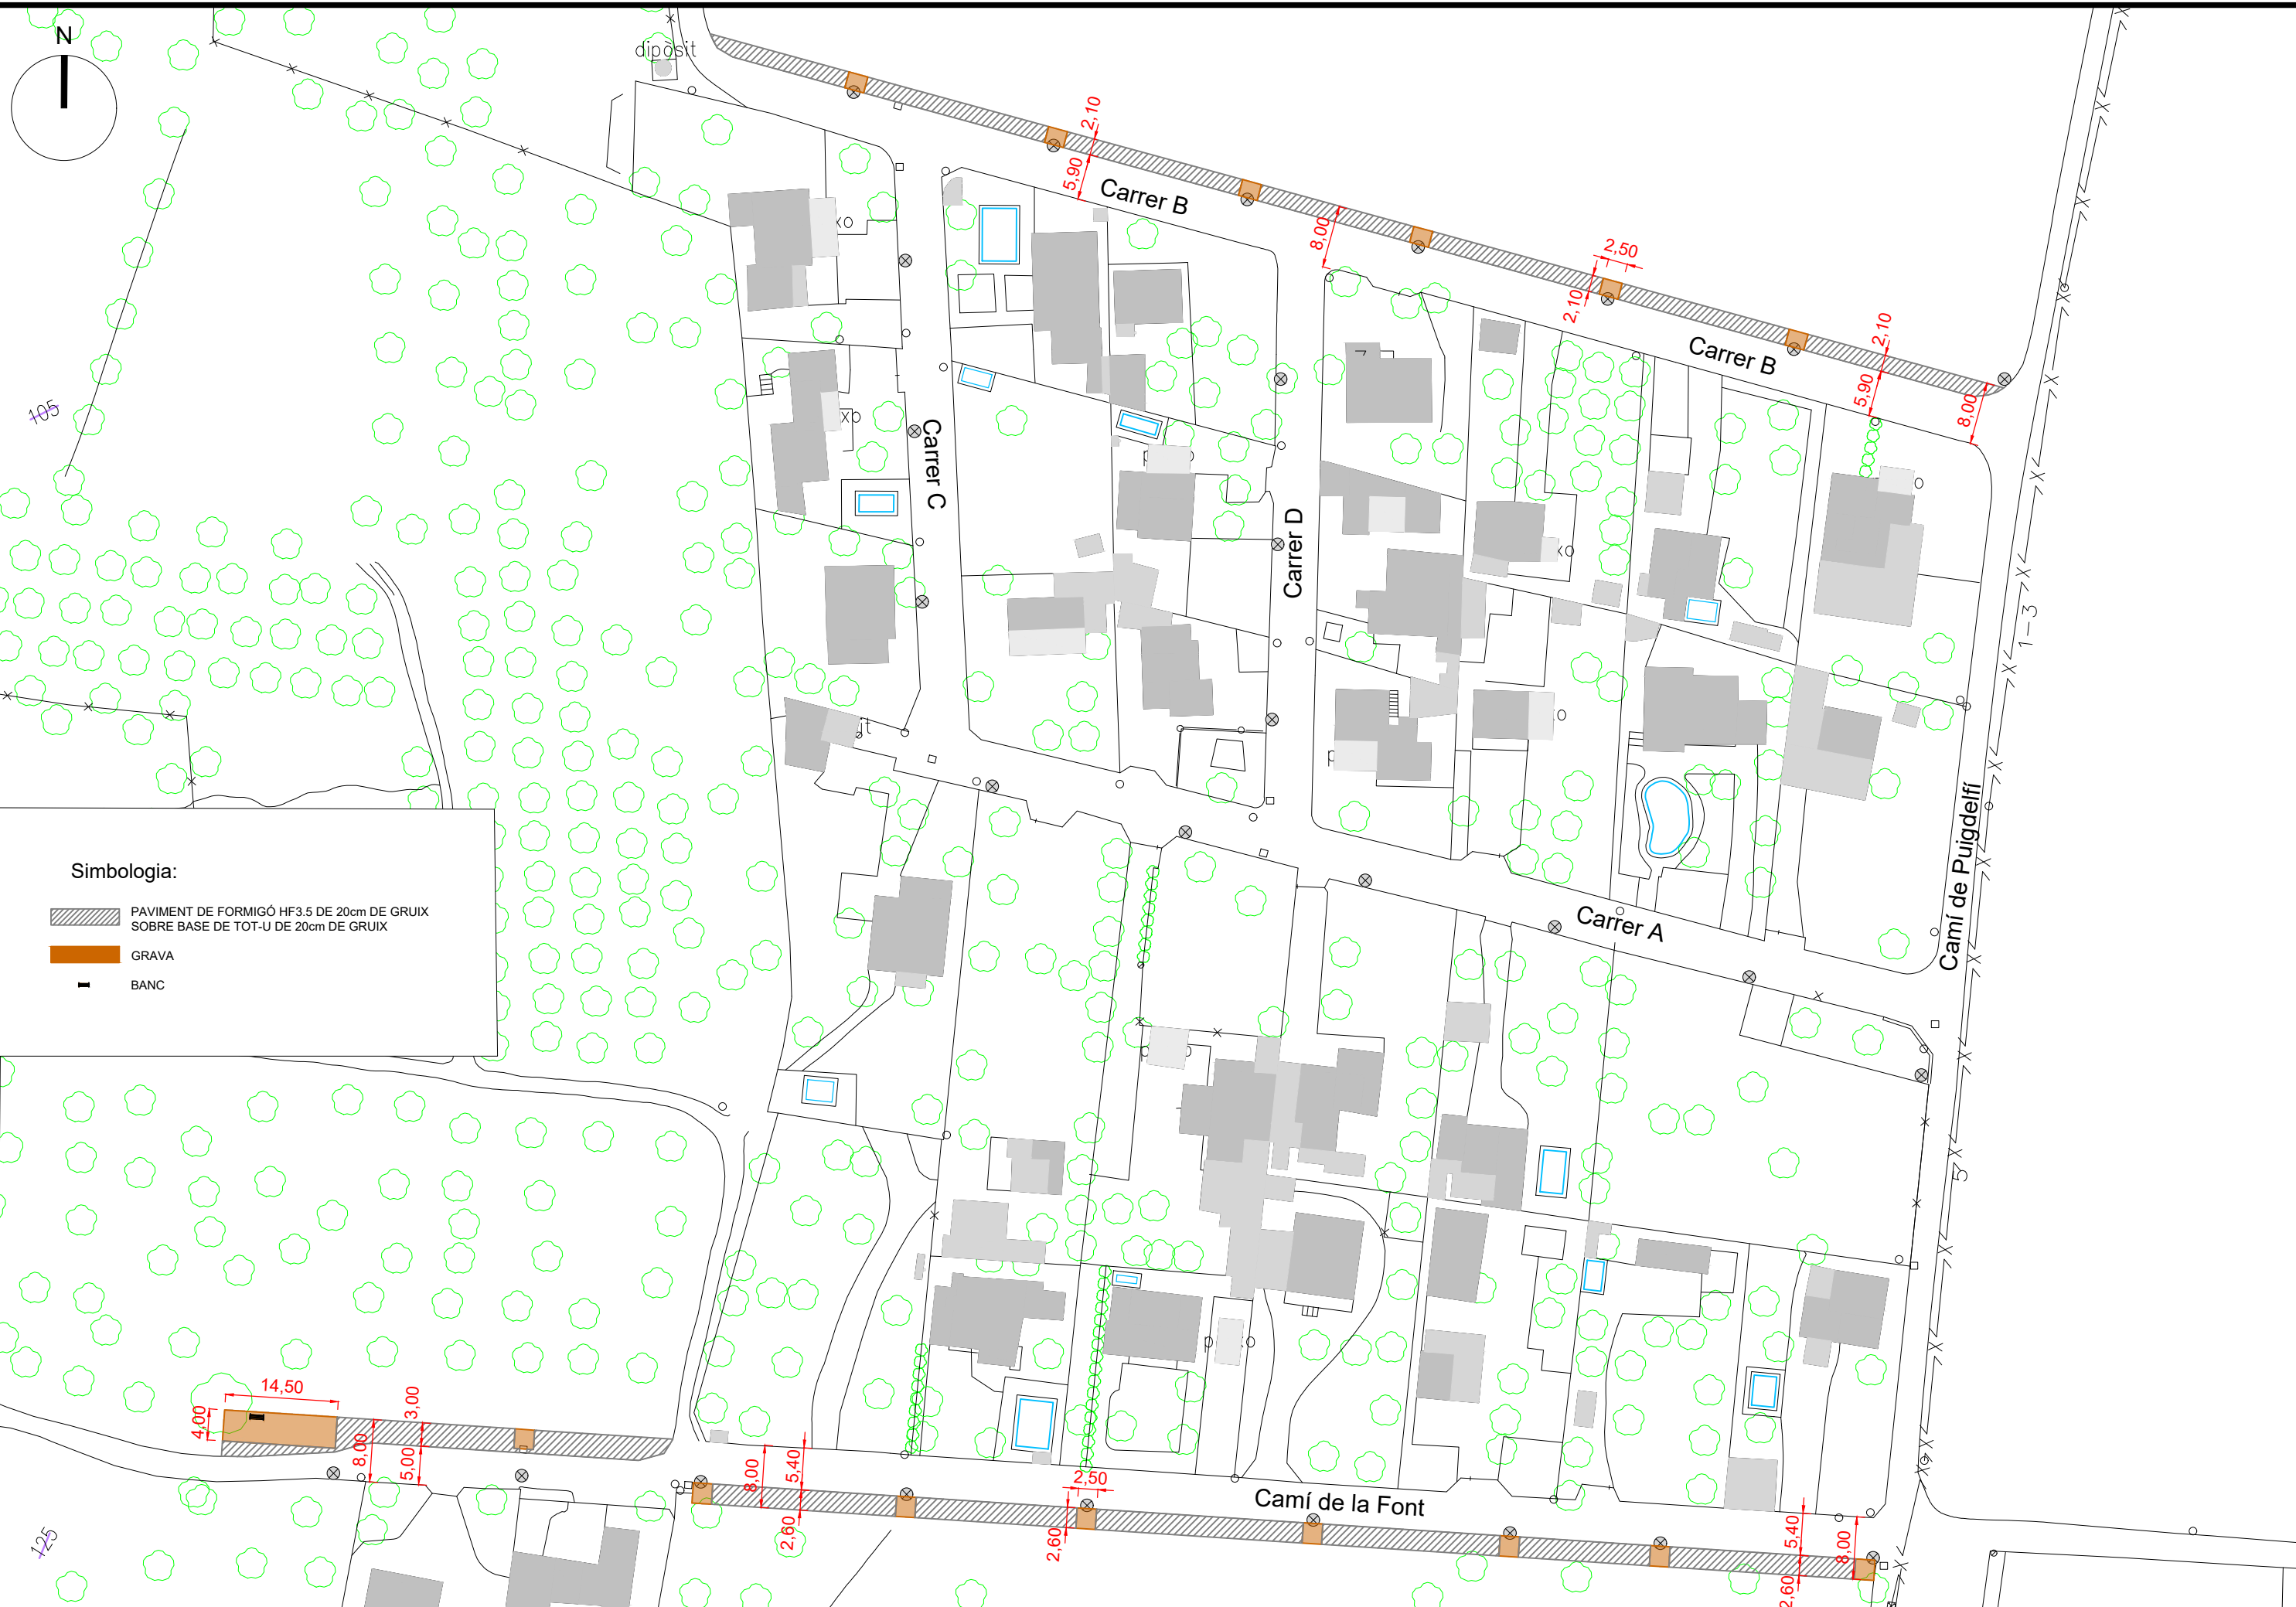 N
dipòsit
2,10
5,90
Carrer B
8,00
2,50
2,10
Carrer B
2,10
5,90
8,00
105
Carrer C
Carrer D
1-3
Camí de Puigdelfí
Carrer A
Simbologia:
PAVIMENT DE FORMIGÓ HF3.5 DE 20cm DE GRUIX
SOBRE BASE DE TOT-U DE 20cm DE GRUIX
GRAVA
BANC
5
14,50
4,00
3,00
8,00
5,00
8,00
5,40
2,60
2,50
2,60
Camí de la Font
5,40
8,00
2,60
125